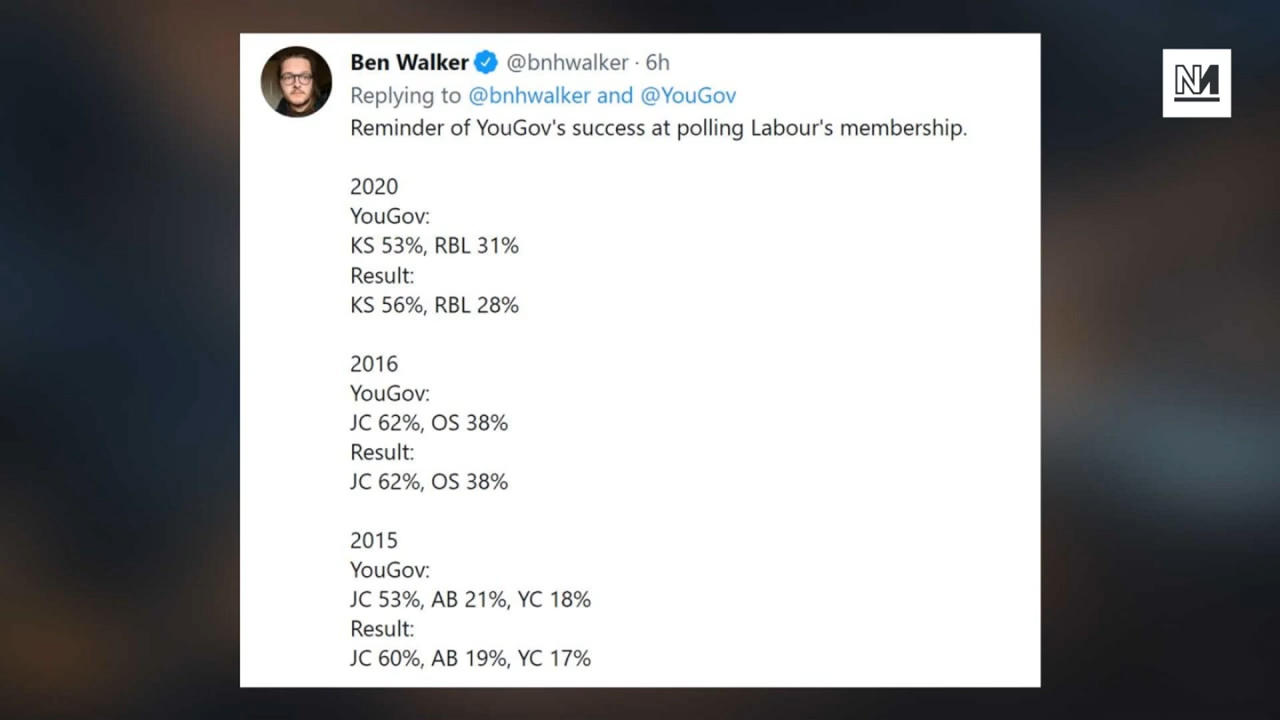 Ben Walker @bnhwalker · 6h
Replying to @bnhwalker and @YouGov
Reminder of YouGov's success at polling Labour's membership.
2020
YouGov:
KS 53%, RBL 31%
Result:
KS 56%, RBL 28%
2016
YouGov:
JC 62%, OS 38%
Result:
JC 62%, OS 38%
2015
YouGov:
JC 53%, AB 21%, YC 18%
Result:
JC 60%, AB 19%, YC 17%
NM